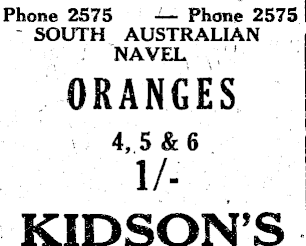 Phone 2575 — Phone 2575
SOUTH AUSTRALIAN
NAVEL
ORANGES
4, 5 & 6
1/-
KIDSON'S